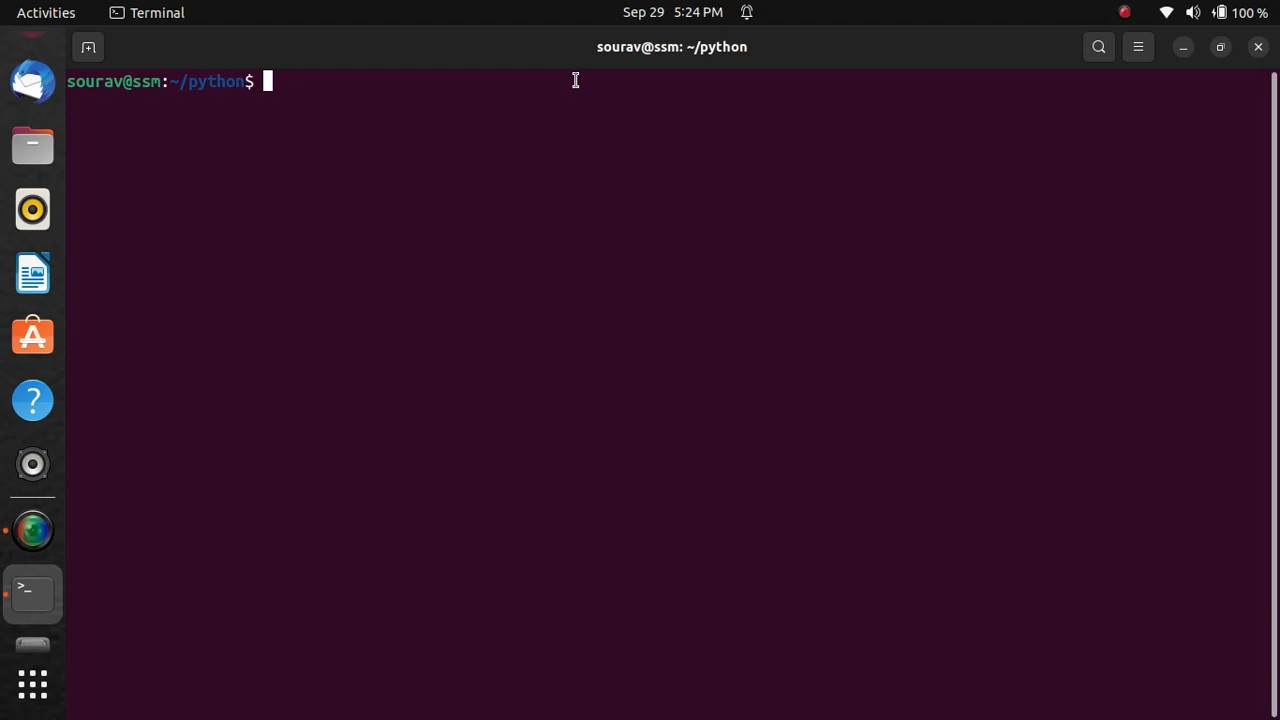 Activities
Terminal
Sep 29 5:24 PM
100 %
sourav@ssm: ~/python
sourav@ssm:~/python$
>_
?